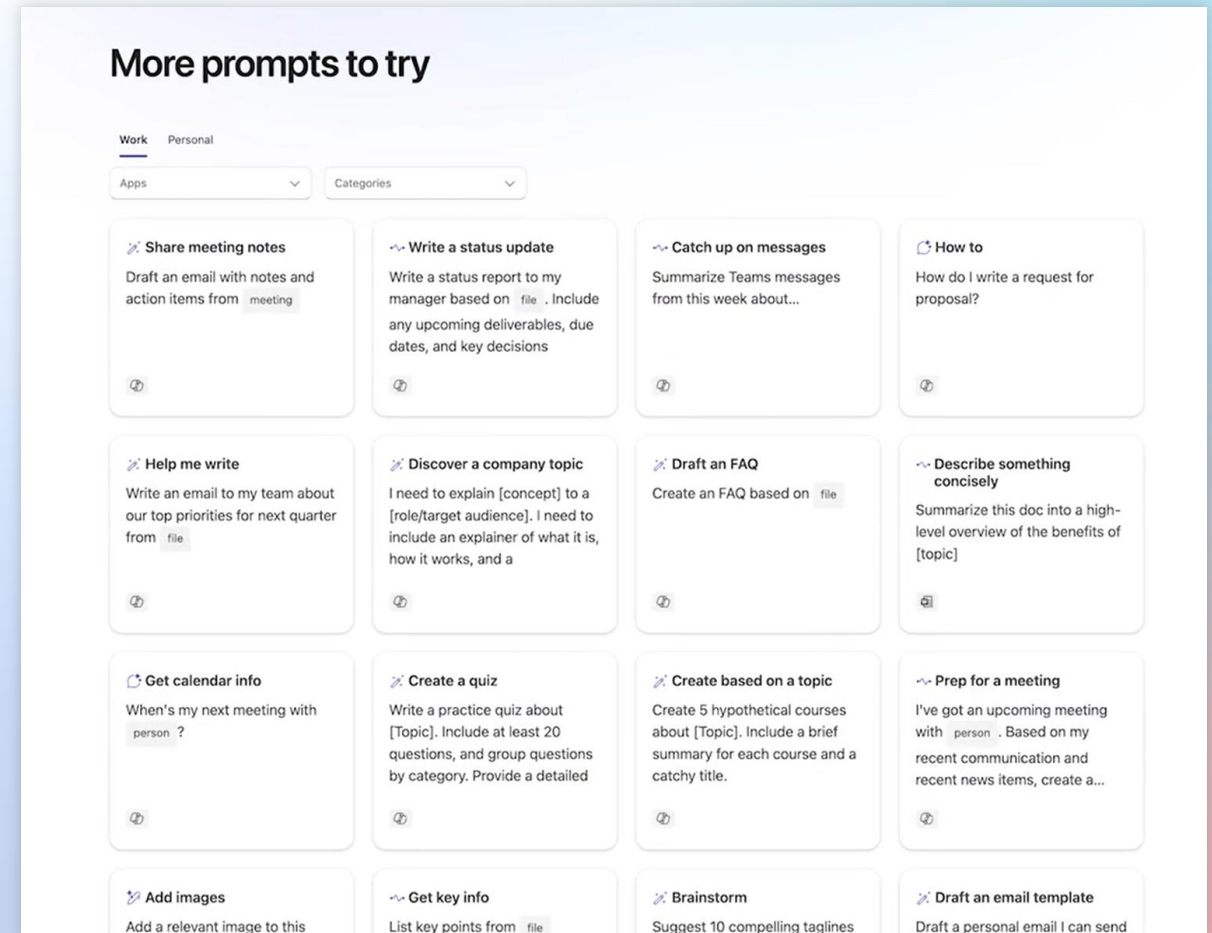 More prompts to try
Work Personal
Apps Categories
Share meeting notes
Draft an email with notes and
action items from meeting
Write a status update
Write a status report to my
manager based on file . Include
any upcoming deliverables, due
dates, and key decisions
Catch up on messages
Summarize Teams messages
from this week about...
How to
How do I write a request for
proposal?
Help me write
Write an email to my team about
our top priorities for next quarter
from file
Discover a company topic
I need to explain [concept] to a
[role/target audience]. I need to
include an explainer of what it is,
how it works, and a
Draft an FAQ
Create an FAQ based on file
Describe something
concisely
Summarize this doc into a high-
level overview of the benefits of
[topic]
Get calendar info
When's my next meeting with
person ?
Create a quiz
Write a practice quiz about
[Topic]. Include at least 20
questions, and group questions
by category. Provide a detailed
Create based on a topic
Create 5 hypothetical courses
about [Topic]. Include a brief
summary for each course and a
catchy title.
Prep for a meeting
I've got an upcoming meeting
with person . Based on my
recent communication and
recent news items, create a...
Add images
Add a relevant image to this
Get key info
List key points from file
Brainstorm
Suggest 10 compelling taglines
Draft an email template
Draft a personal email I can send